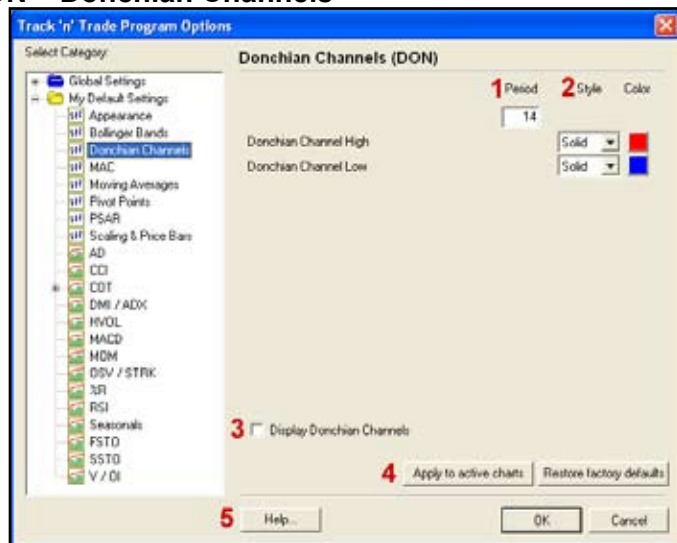 Donchian Channels
Track 'n' Trade Program Options
Select Category:
Global Settings
My Default Settings
Appearance
Bollinger Bands
Donchian Channels
MAC
Moving Averages
Pivot Points
PSAR
Scaling & Price Bars
AD
CCI
COT
DMI / ADX
HVOL
MACD
MOM
OSV / STRK
%R
RSI
Seasonals
FSTO
SSTO
V / OI
Donchian Channels (DON)
1 Period 2 Style Color
14
Donchian Channel High Solid
Donchian Channel Low Solid
3 Display Donchian Channels
4 Apply to active charts Restore factory defaults
5 Help... OK Cancel